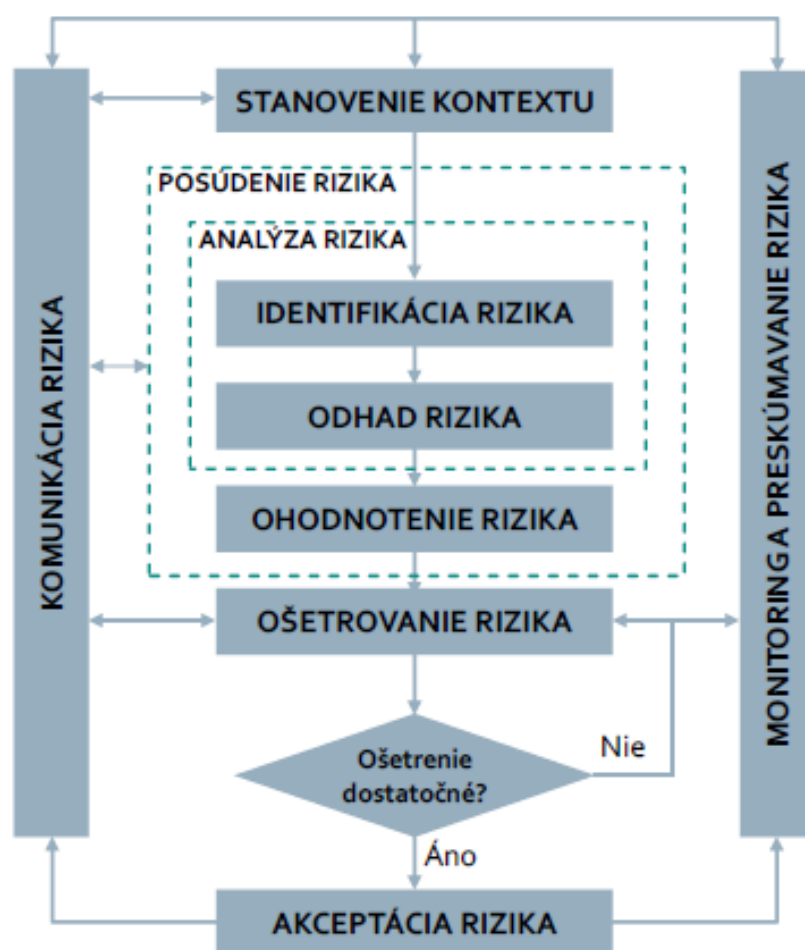 STANOVENIE KONTEXTU
POSÚDENIE RIZIKA
ANALÝZA RIZIKA
IDENTIFIKÁCIA RIZIKA
ODHAD RIZIKA
OHODNOTENIE RIZIKA
OŠETROVANIE RIZIKA
Ošetrenie
dostatočné?
Nie
Áno
AKCEPTÁCIA RIZIKA
KOMUNIKÁCIA RIZIKA
MONITORING A PRESKÚMAVANIE RIZIKA